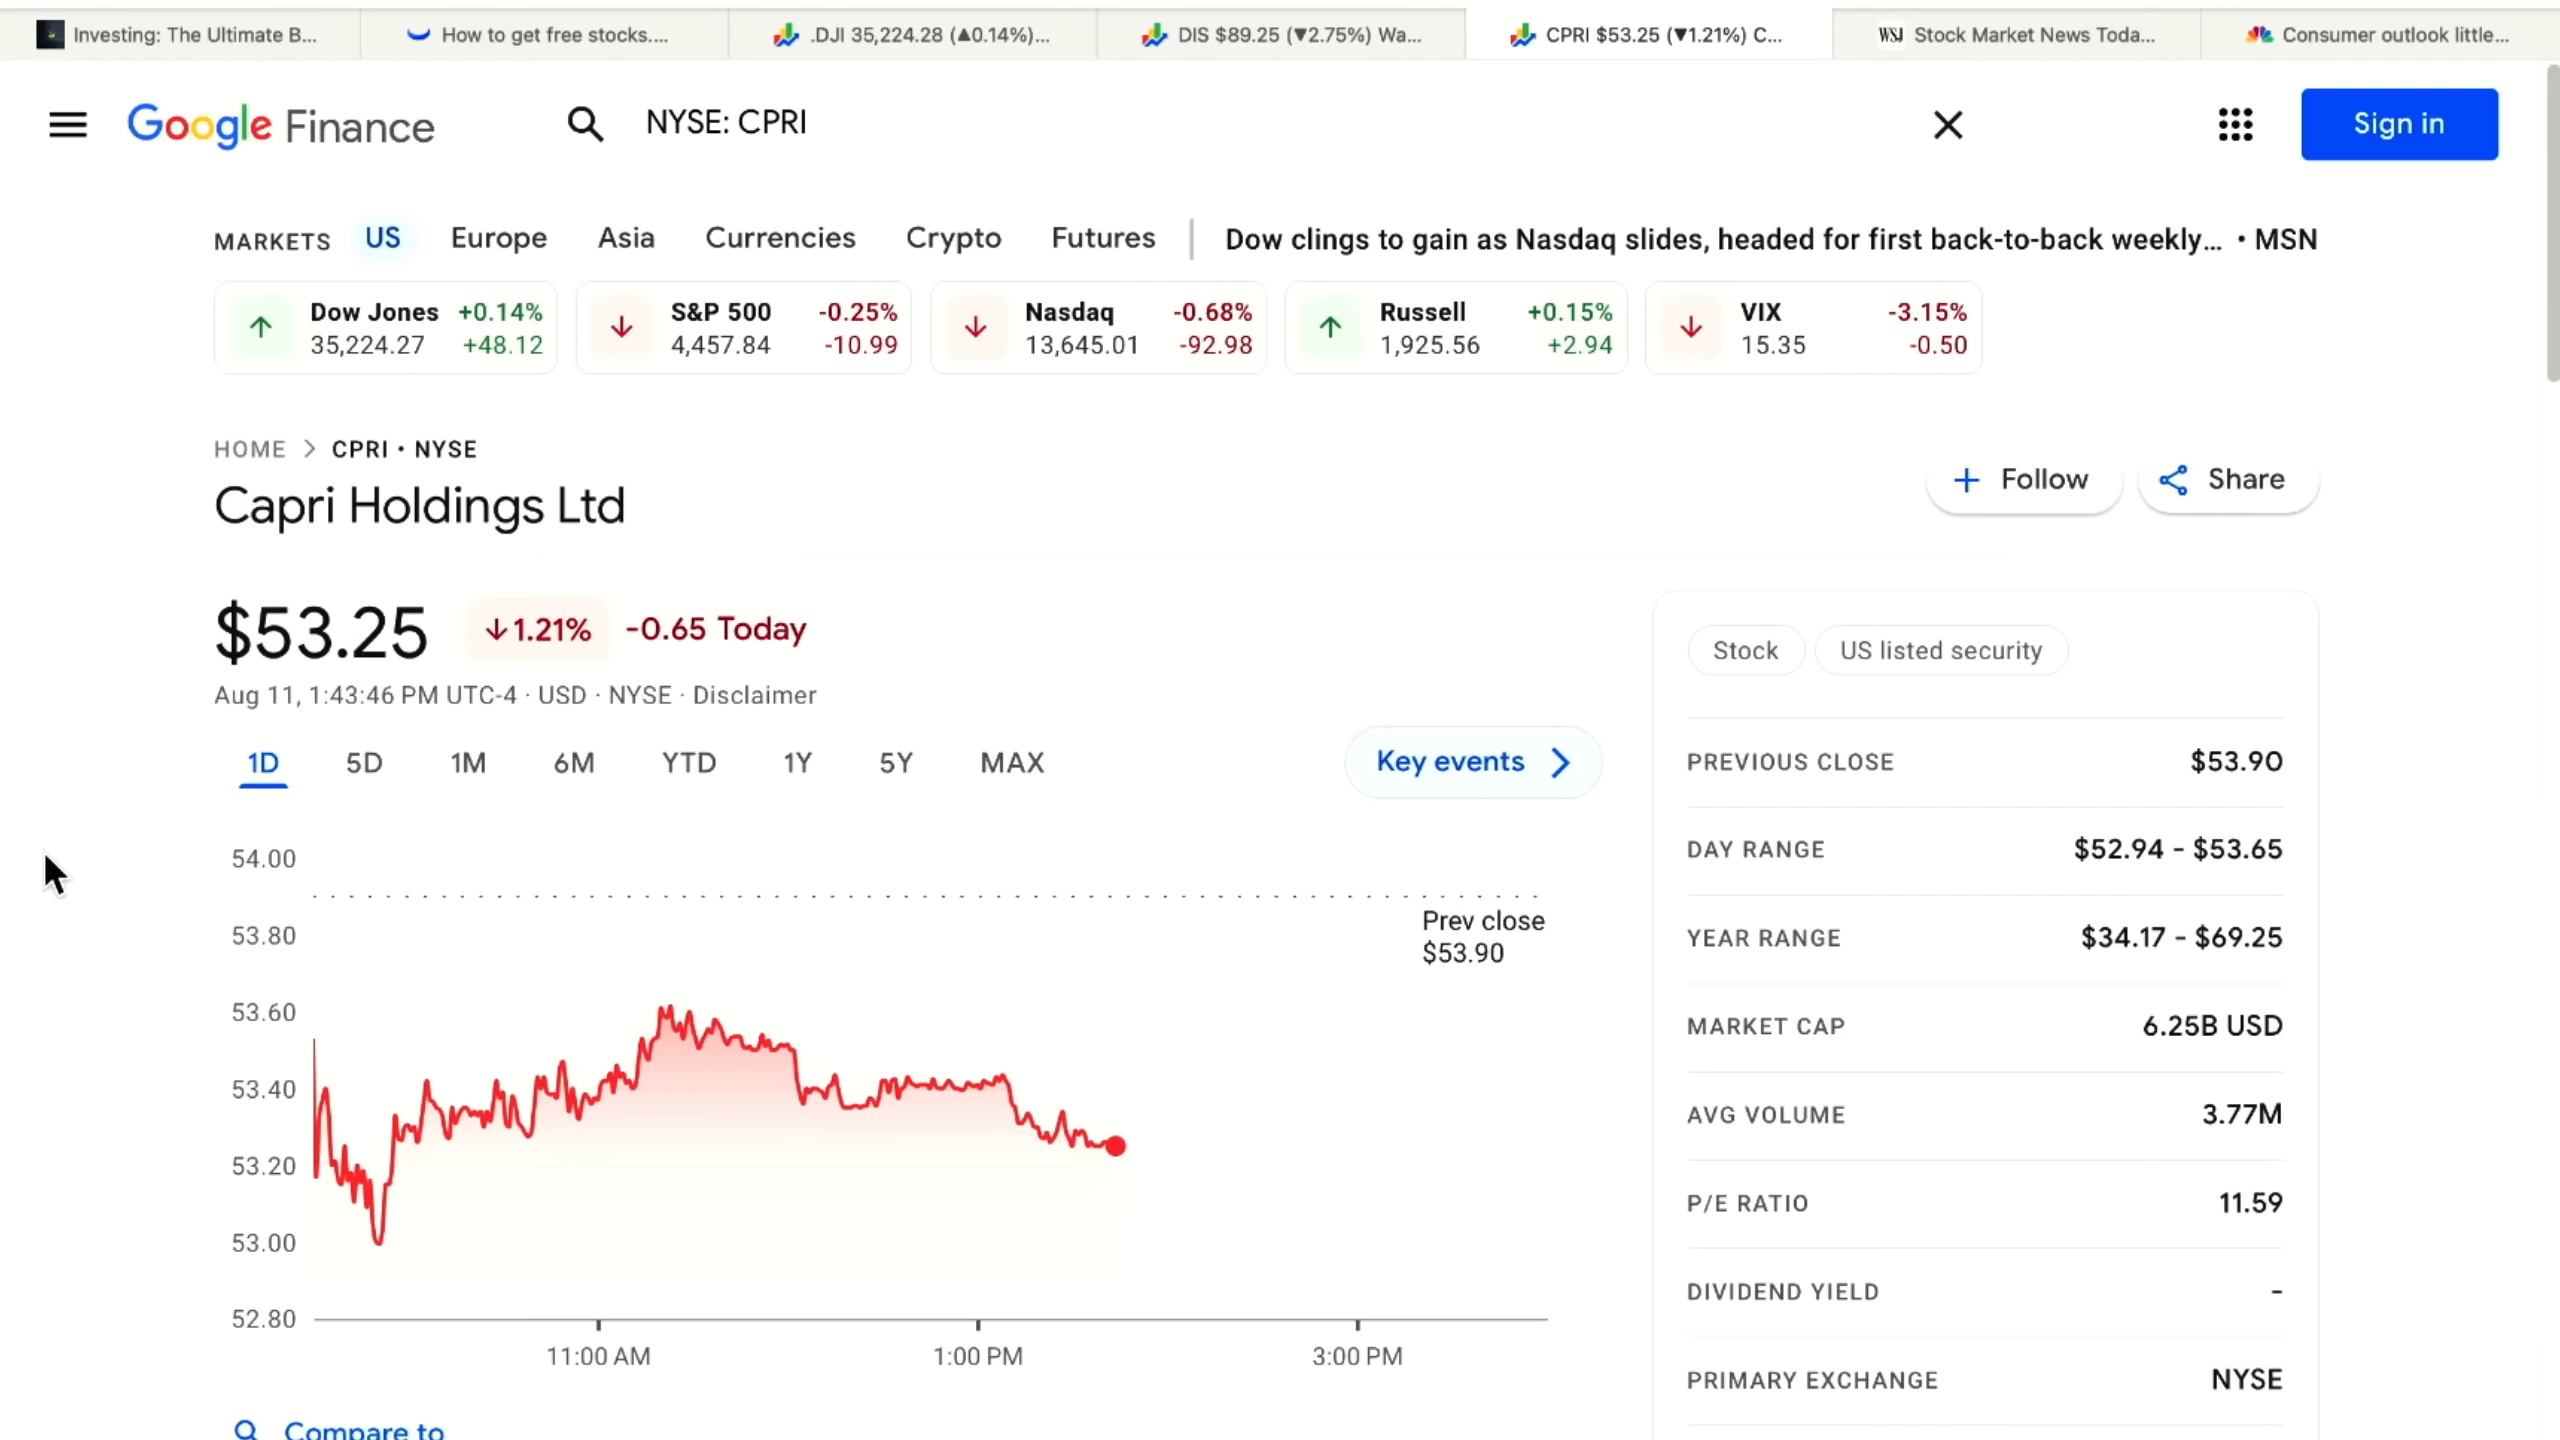 Investing: The Ultimate B...
How to get free stocks....
.DJI 35,224.28 (▲0.14%)...
DIS $89.25 (▼2.75%) Wa...
CPRI $53.25 (▼1.21%) C...
WSJ Stock Market News Toda...
Consumer outlook little...
Google Finance
NYSE: CPRI
Sign in
MARKETS US Europe Asia Currencies Crypto Futures
Dow clings to gain as Nasdaq slides, headed for first back-to-back weekly... • MSN
Dow Jones +0.14%
35,224.27 +48.12
S&P 500 -0.25%
4,457.84 -10.99
Nasdaq -0.68%
13,645.01 -92.98
Russell +0.15%
1,925.56 +2.94
VIX -3.15%
15.35 -0.50
HOME > CPRI • NYSE
Capri Holdings Ltd
+ Follow
Share
$53.25 ↓1.21% -0.65 Today
Aug 11, 1:43:46 PM UTC-4 · USD · NYSE · Disclaimer
1D 5D 1M 6M YTD 1Y 5Y MAX
Key events >
54.00
53.80
53.60
53.40
53.20
53.00
52.80
Prev close
$53.90
11:00 AM 1:00 PM 3:00 PM
Compare to
Stock US listed security
PREVIOUS CLOSE $53.90
DAY RANGE $52.94 - $53.65
YEAR RANGE $34.17 - $69.25
MARKET CAP 6.25B USD
AVG VOLUME 3.77M
P/E RATIO 11.59
DIVIDEND YIELD -
PRIMARY EXCHANGE NYSE